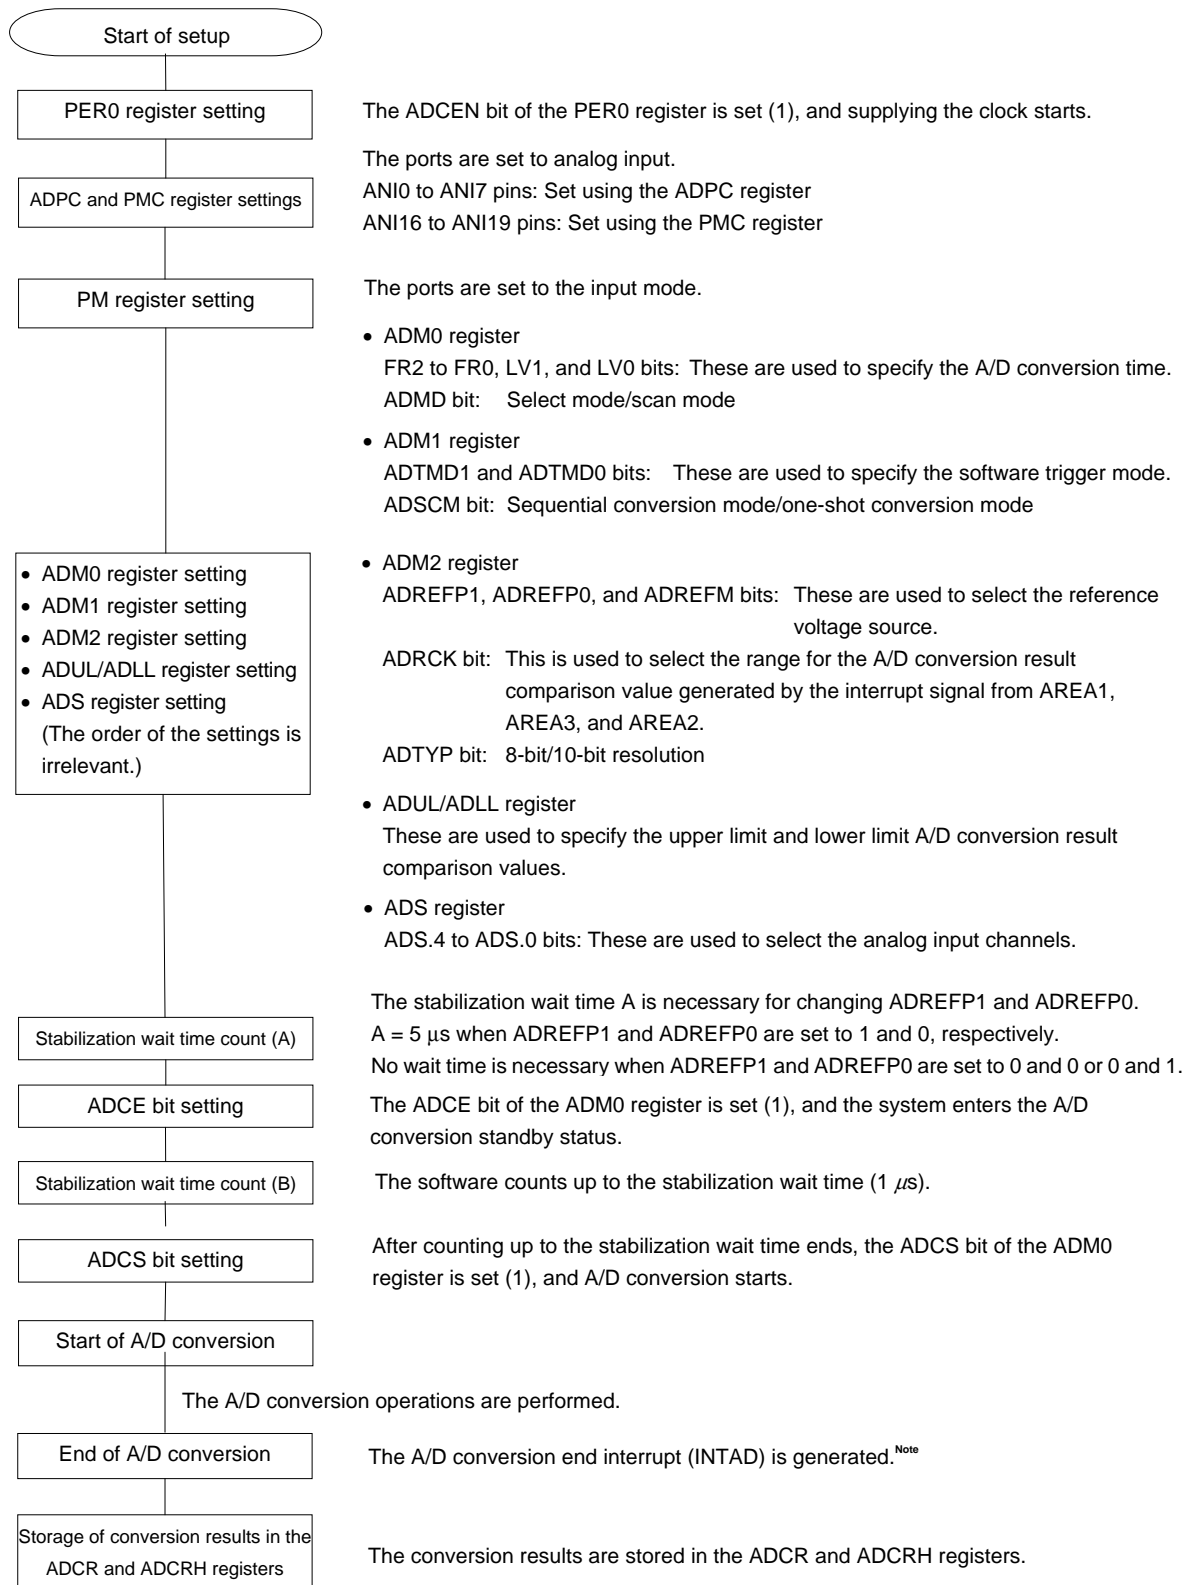 Start of setup
PER0 register setting
The ADCEN bit of the PER0 register is set (1), and supplying the clock starts.
The ports are set to analog input.
ADPC and PMC register settings
ANI0 to ANI7 pins: Set using the ADPC register
ANI16 to ANI19 pins: Set using the PMC register
PM register setting
The ports are set to the input mode.
• ADM0 register
FR2 to FR0, LV1, and LV0 bits: These are used to specify the A/D conversion time.
ADMD bit: Select mode/scan mode
• ADM1 register
ADTMD1 and ADTMD0 bits: These are used to specify the software trigger mode.
ADSCM bit: Sequential conversion mode/one-shot conversion mode
• ADM0 register setting
• ADM1 register setting
• ADM2 register setting
• ADUL/ADLL register setting
• ADS register setting
(The order of the settings is
irrelevant.)
• ADM2 register
ADREFP1, ADREFP0, and ADREFM bits: These are used to select the reference
voltage source.
ADRCK bit: This is used to select the range for the A/D conversion result
comparison value generated by the interrupt signal from AREA1,
AREA3, and AREA2.
ADTYP bit: 8-bit/10-bit resolution
• ADUL/ADLL register
These are used to specify the upper limit and lower limit A/D conversion result
comparison values.
• ADS register
ADS.4 to ADS.0 bits: These are used to select the analog input channels.
Stabilization wait time count (A)
The stabilization wait time A is necessary for changing ADREFP1 and ADREFP0.
A = 5 μs when ADREFP1 and ADREFP0 are set to 1 and 0, respectively.
No wait time is necessary when ADREFP1 and ADREFP0 are set to 0 and 0 or 0 and 1.
ADCE bit setting
The ADCE bit of the ADM0 register is set (1), and the system enters the A/D
conversion standby status.
Stabilization wait time count (B)
The software counts up to the stabilization wait time (1 μs).
ADCS bit setting
After counting up to the stabilization wait time ends, the ADCS bit of the ADM0
register is set (1), and A/D conversion starts.
Start of A/D conversion
The A/D conversion operations are performed.
End of A/D conversion
The A/D conversion end interrupt (INTAD) is generated.Note
Storage of conversion results in the
ADCR and ADCRH registers
The conversion results are stored in the ADCR and ADCRH registers.